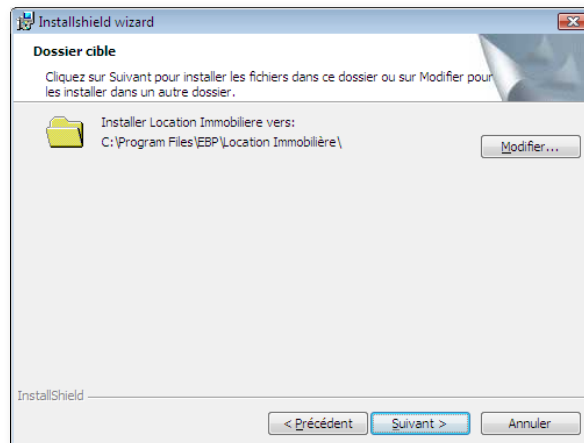 Installshield wizard
Dossier cible
Cliquez sur Suivant pour installer les fichiers dans ce dossier ou sur Modifier pour
les installer dans un autre dossier.
Installer Location Immobiliere vers:
C:\Program Files\EBP\Location Immobilière\
Modifier...
InstallShield
< Précédent
Suivant >
Annuler